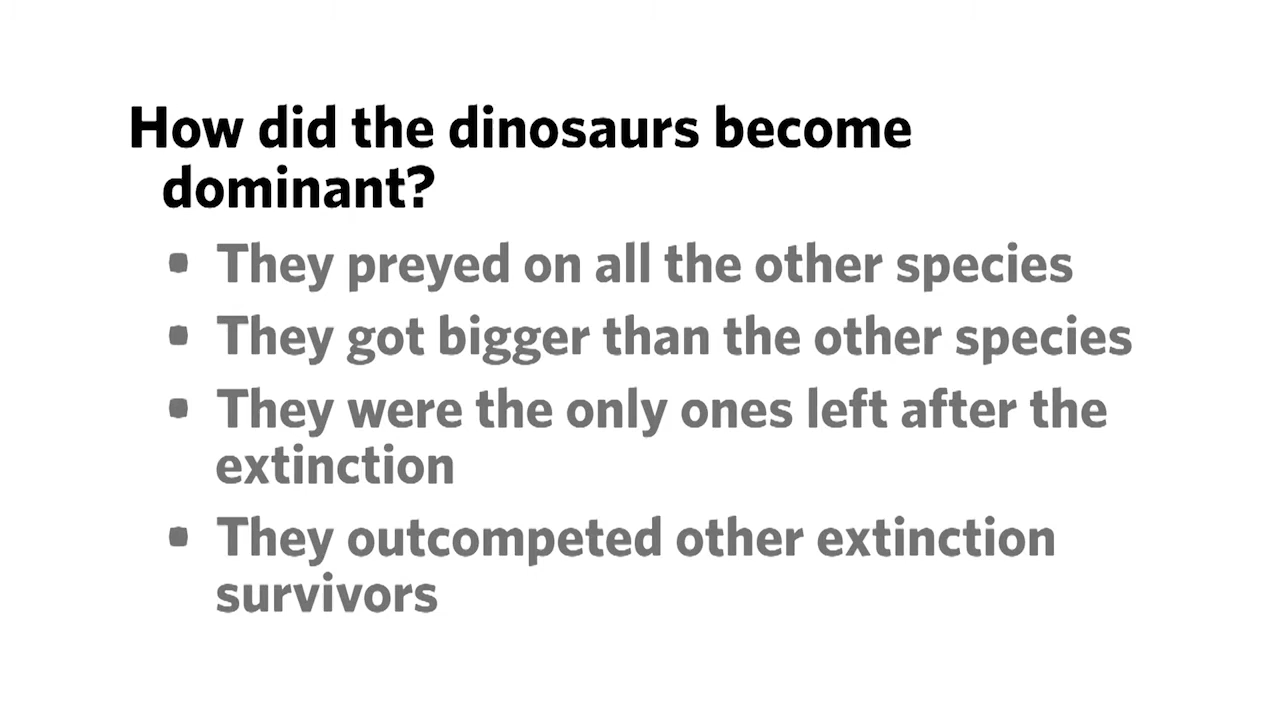 How did the dinosaurs become
dominant?
• They preyed on all the other species
• They got bigger than the other species
• They were the only ones left after the
extinction
• They outcompeted other extinction
survivors